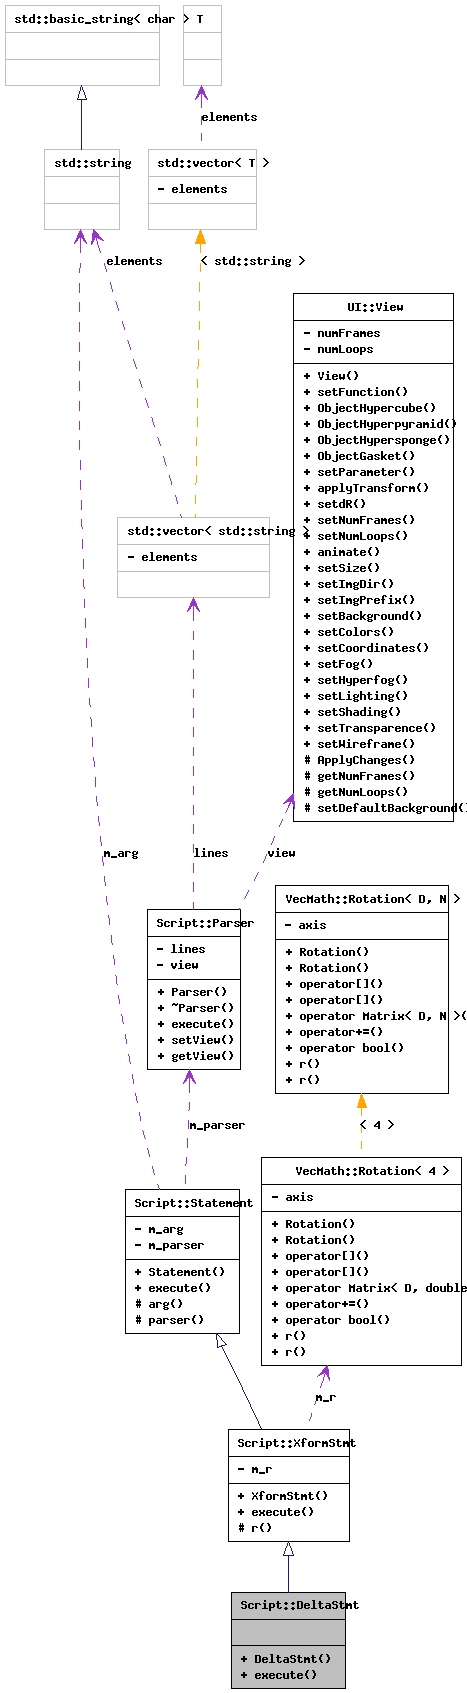 std::basic_string< char >
T
elements
std::string
std::vector< T >
- elements
elements
< std::string >
UI::View
- numFrames
- numLoops
+ View()
+ setFunction()
+ ObjectHypercube()
+ ObjectHyperpyramid()
+ ObjectHypersponge()
+ ObjectGasket()
+ setParameter()
+ applyTransform()
+ setdR()
+ setNumFrames()
+ setNumLoops()
+ animate()
+ setSize()
+ setImgDir()
+ setImgPrefix()
+ setBackground()
+ setColors()
+ setCoordinates()
+ setFog()
+ setHyperfog()
+ setLighting()
+ setShading()
+ setTransparence()
+ setWireframe()
# ApplyChanges()
# getNumFrames()
# getNumLoops()
# setDefaultBackground()
std::vector< std::string >
- elements
m_arg
lines
view
Script::Parser
- lines
- view
+ Parser()
+ ~Parser()
+ execute()
+ setView()
+ getView()
VecMath::Rotation< D, N >
- axis
+ Rotation()
+ Rotation()
+ operator[]()
+ operator[]()
+ operator Matrix< D, N >(
+ operator+=()
+ operator bool()
+ r()
+ r()
m_parser
< 4 >
Script::Statement
- m_arg
- m_parser
+ Statement()
+ execute()
# arg()
# parser()
VecMath::Rotation< 4 >
- axis
+ Rotation()
+ Rotation()
+ operator[]()
+ operator[]()
+ operator Matrix< D, double
+ operator+=()
+ operator bool()
+ r()
+ r()
m_r
Script::XformStmt
- m_r
+ XformStmt()
+ execute()
# r()
Script::DeltaStmt
+ DeltaStmt()
+ execute()